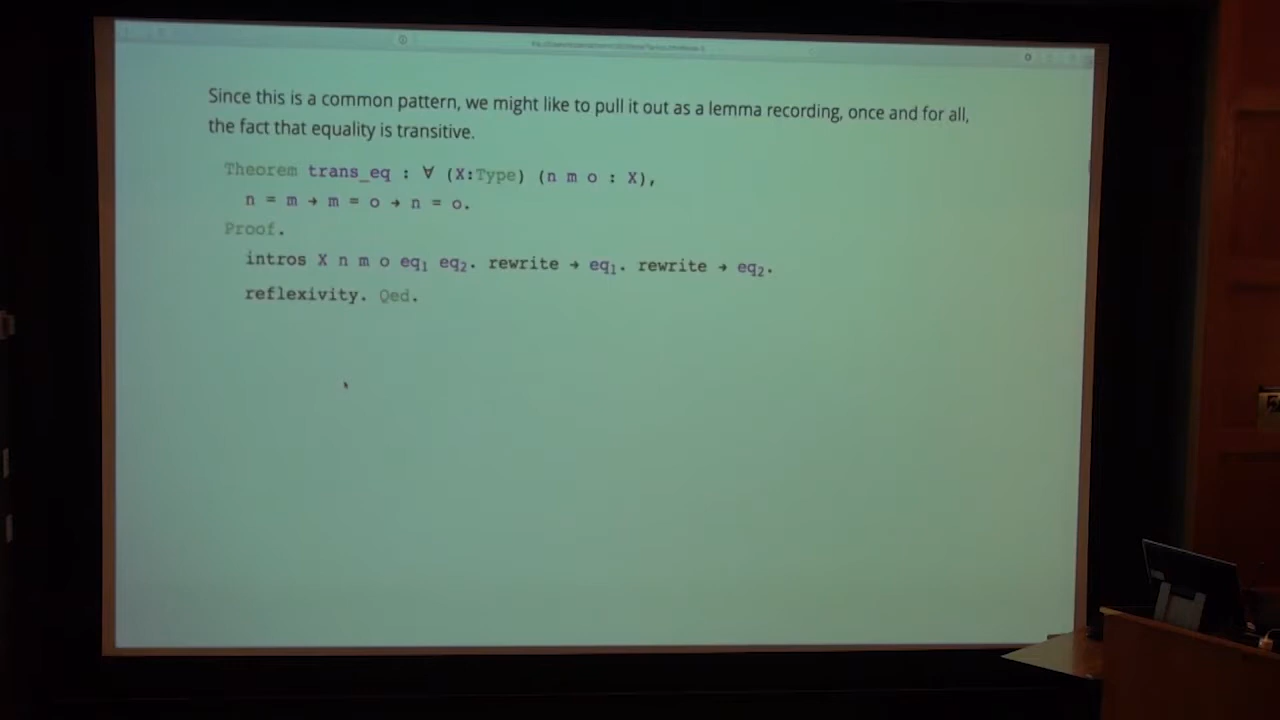 Since this is a common pattern, we might like to pull it out as a lemma recording, once and for all,
the fact that equality is transitive.
Theorem trans_eq : ∀ (X:Type) (n m o : X),
n = m → m = o → n = o.
Proof.
intros X n m o eq₁ eq₂. rewrite → eq₁. rewrite → eq₂.
reflexivity. Qed.